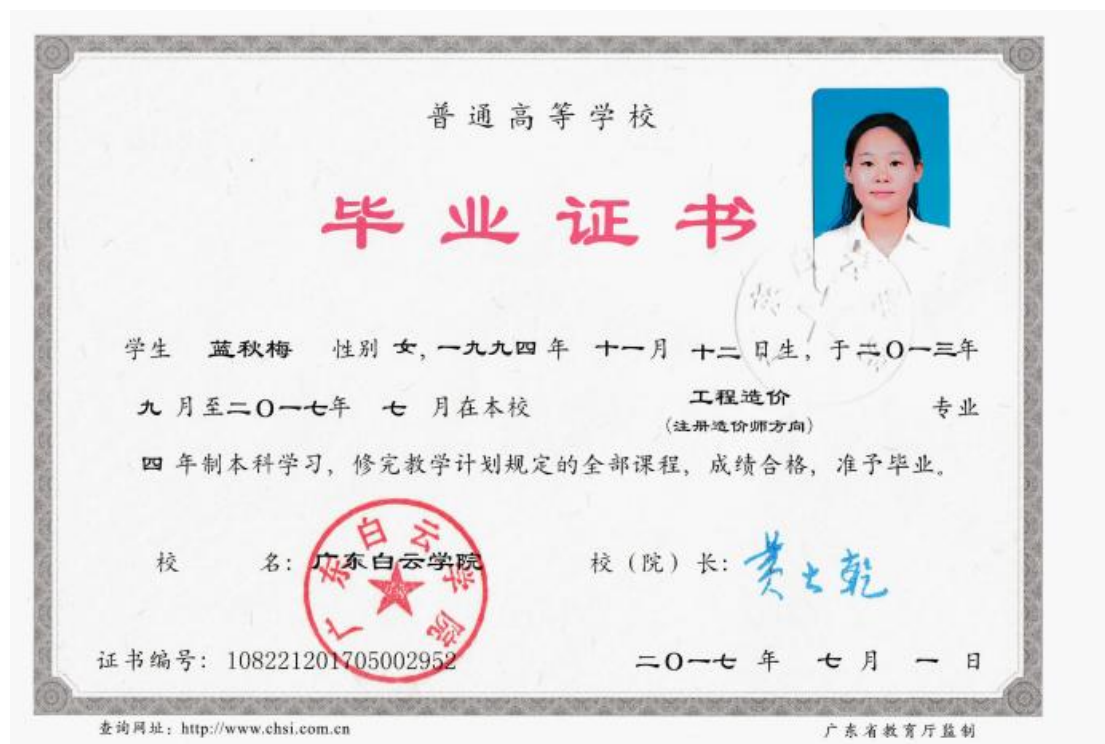 普通高等学校
毕业证书
学生 蓝秋梅 性别 女，一九九四 年 十一月 十二 日生，于二〇一三年
九 月至二〇一七年 七 月在本校 工程造价 专业
(注册造价师方向)
四 年制本科学习，修完教学计划规定的全部课程，成绩合格，准予毕业。
广东白云学院
校 名：广东白云学院 校（院）长：
证书编号：108221201705002952 二〇一七 年 七 月 一 日
查询网址：http://www.chsi.com.cn 广东省教育厅监制